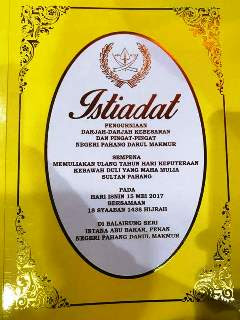 Istiadat
PENGURNIAAN
DARJAH-DARJAH KEBESARAN
DAN PINGAT-PINGAT
NEGERI PAHANG DARUL MAKMUR
SEMPENA
MEMULIAKAN ULANG TAHUN HARI KEPUTERAAN
KEBAWAH DULI YANG MAHA MULIA
SULTAN PAHANG
PADA
HARI ISNIN 15 MEI 2017
BERSAMAAN
18 SYAABAN 1438 HIJRAH
DI BALAIRUNG SERI
ISTANA ABU BAKAR, PEKAN
NEGERI PAHANG DARUL MAKMUR